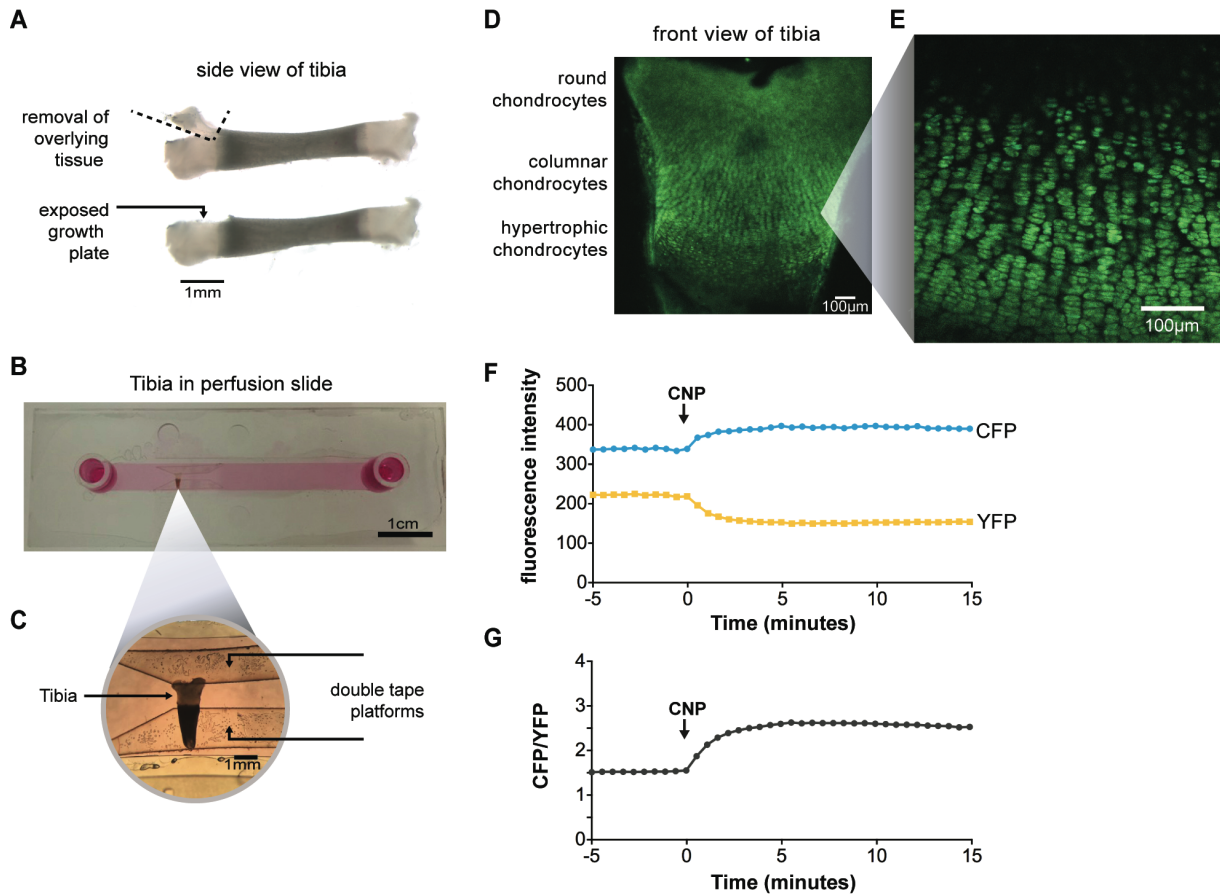 A
side view of tibia
removal of
overlying
tissue
exposed
growth
plate
1mm
B
Tibia in perfusion slide
1cm
C
Tibia
double tape
platforms
1mm
D
front view of tibia
round
chondrocytes
columnar
chondrocytes
hypertrophic
chondrocytes
100µm
E
100µm
F
fluorescence intensity
500
400
300
200
100
0
CNP
CFP
YFP
-5
0
5
10
15
Time (minutes)
G
CFP/YFP
4
3
2
1
0
CNP
-5
0
5
10
15
Time (minutes)